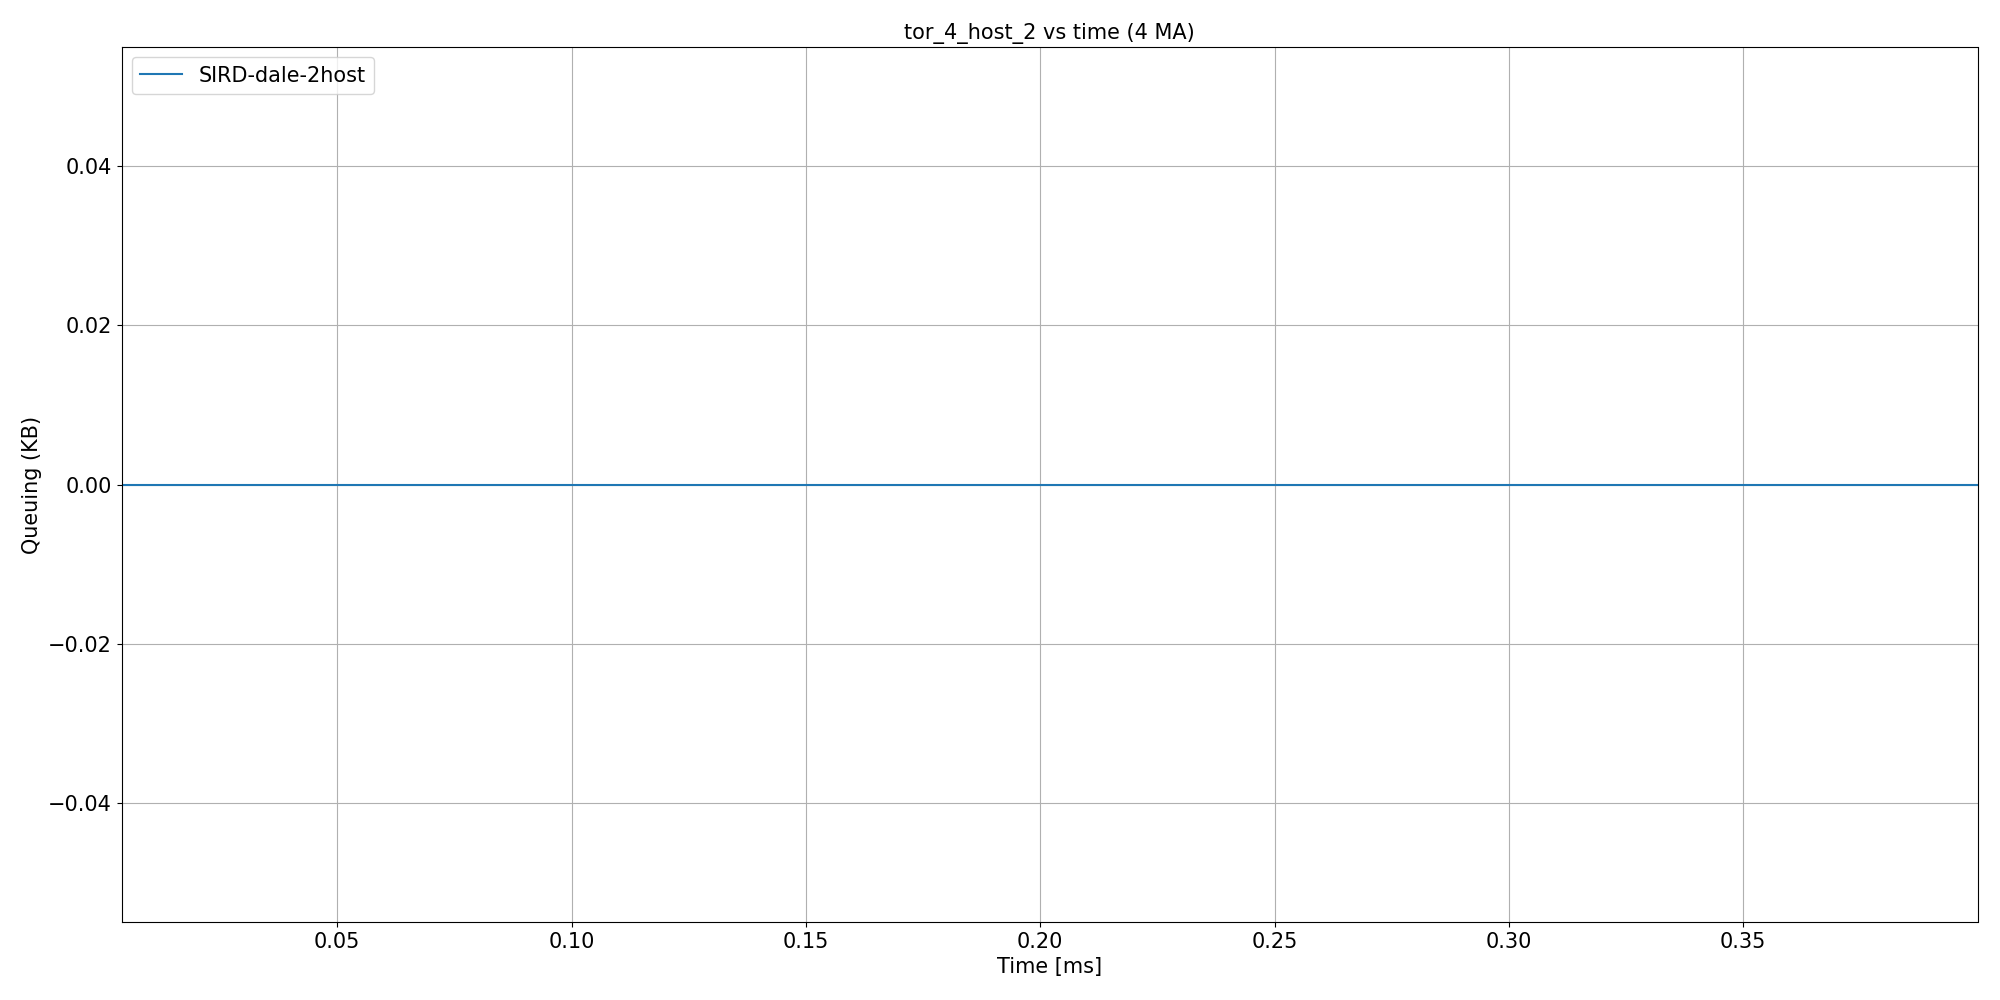 tor_4_host_2 vs time (4 MA)
SIRD-dale-2host
Queuing (KB)
0.04
0.02
0.00
−0.02
−0.04
0.05 0.10 0.15 0.20 0.25 0.30 0.35
Time [ms]